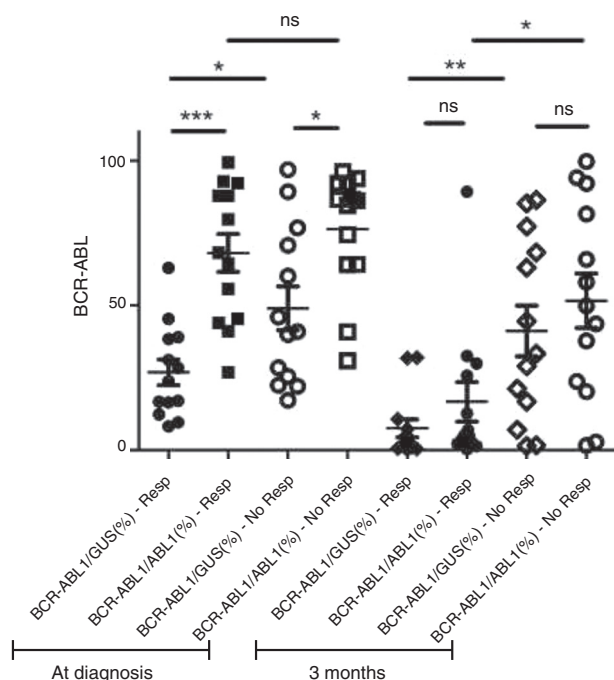 ns
*
*
**
***
*
ns
ns
100
50
0
BCR-ABL
BCR-ABL1/GUS(%) - Resp
BCR-ABL1/ABL1(%) - Resp
BCR-ABL1/GUS(%) - No Resp
BCR-ABL1/ABL1(%) - No Resp
BCR-ABL1/GUS(%) - Resp
BCR-ABL1/ABL1(%) - Resp
BCR-ABL1/GUS(%) - No Resp
BCR-ABL1/ABL1(%) - No Resp
At diagnosis
3 months